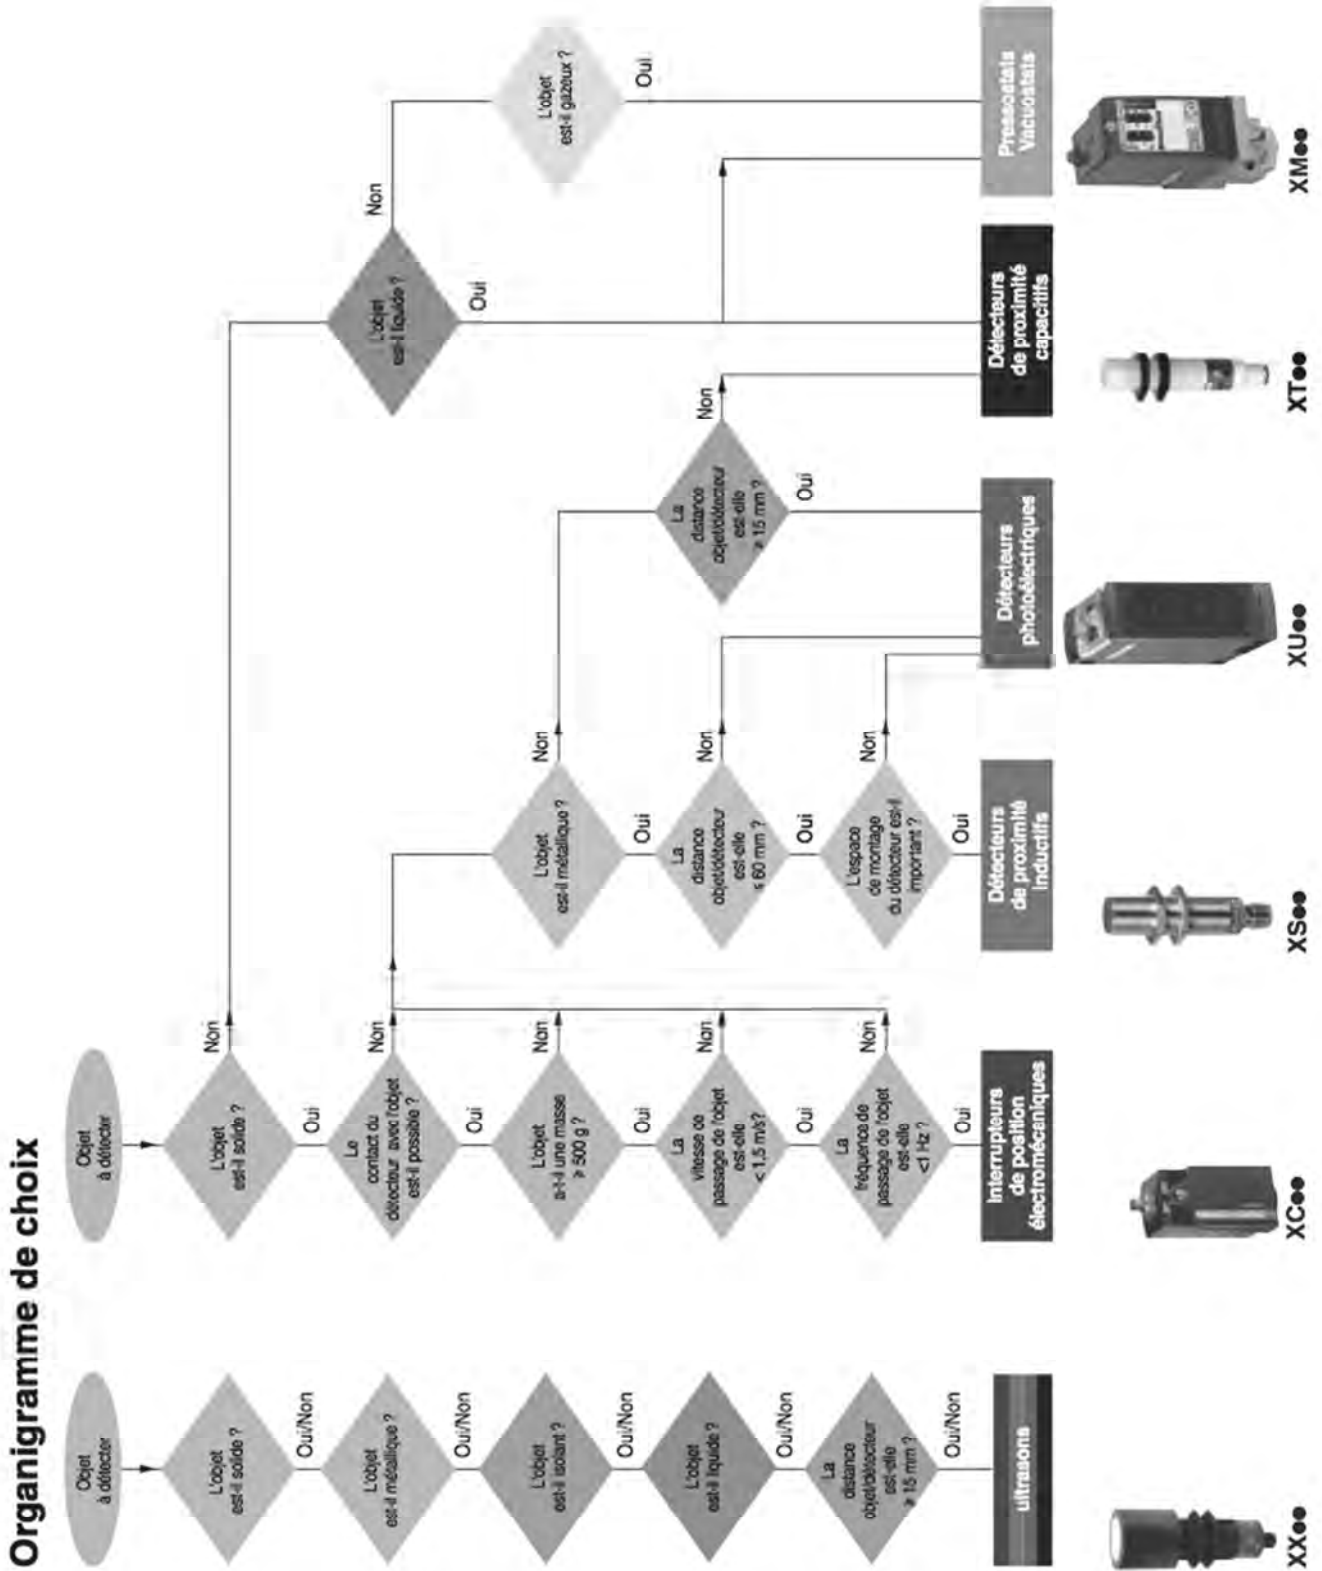 Organigramme de choix
Objet
à détecter
L'objet
est-il solide ?
Oui/Non
L'objet
est-il métallique ?
Oui/Non
L'objet
est-il isolant ?
Oui/Non
L'objet
est-il liquide ?
Oui/Non
La
distance
objet/détecteur
est-elle
≥ 15 mm ?
Oui/Non
ultrasons
XX●●
Objet
à détecter
L'objet
est-il solide ?
Non
Oui
Le
contact du
détecteur avec l'objet
est-il possible ?
Non
Oui
L'objet
a-t-il une masse
≥ 500 g ?
Non
Oui
La
vitesse de
passage de l'objet
est-elle
< 1,5 m/s?
Non
Oui
La
fréquence de
passage de l'objet
est-elle
<1 Hz ?
Non
Oui
Interrupteurs
de position
électromécaniques
XC●●
L'objet
est-il métallique ?
Non
Oui
La
distance
objet/détecteur
est-elle
≤ 60 mm ?
Non
Oui
L'espace
de montage
du détecteur est-il
important ?
Non
Oui
Détecteurs
de proximité
inductifs
XS●●
La
distance
objet/détecteur
est-elle
≥ 15 mm ?
Non
Oui
Détecteurs
photoélectriques
XU●●
L'objet
est-il liquide ?
Non
Oui
Détecteurs
de proximité
capacitifs
XT●●
L'objet
est-il gazeux ?
Oui
Pressostats
Vacuostats
XM●●